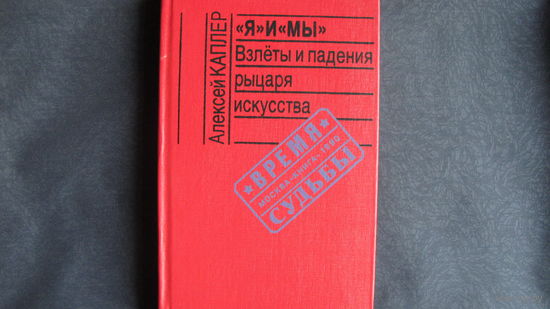 Алексей КАПЛЕР
«Я»И«МЫ»
Взлёты и падения
рыцаря
искусства
★ВРЕМЯ★
МОСКВА«КНИГА»1990
★СУДЬБЫ★